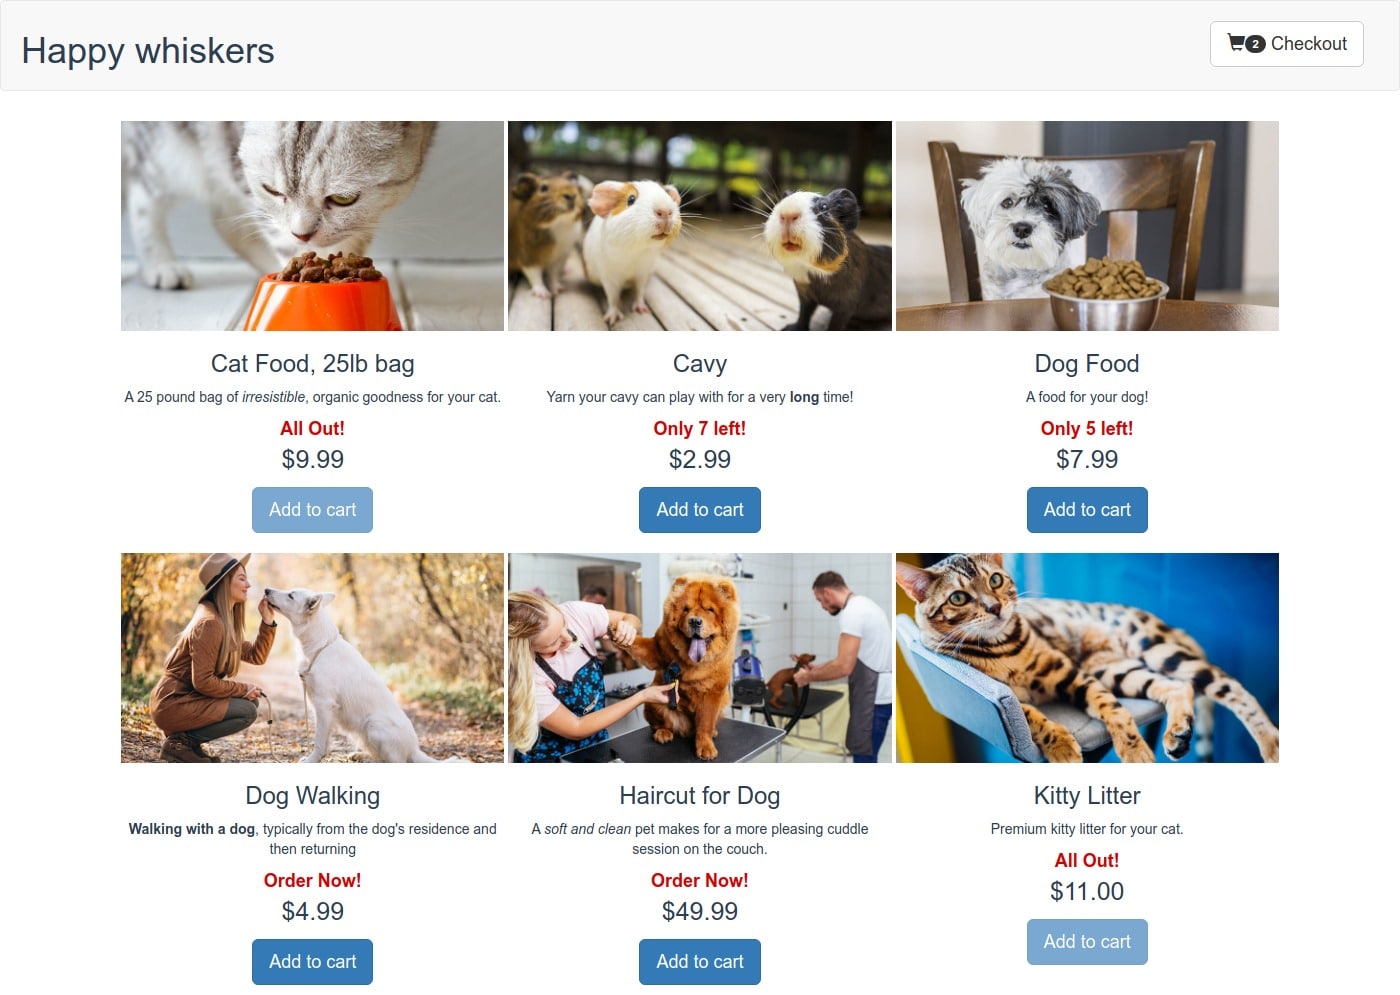 Happy whiskers
2 Checkout
Cat Food, 25lb bag
A 25 pound bag of irresistible, organic goodness for your cat.
All Out!
$9.99
Add to cart
Cavy
Yarn your cavy can play with for a very long time!
Only 7 left!
$2.99
Add to cart
Dog Food
A food for your dog!
Only 5 left!
$7.99
Add to cart
Dog Walking
Walking with a dog, typically from the dog's residence and
then returning
Order Now!
$4.99
Add to cart
Haircut for Dog
A soft and clean pet makes for a more pleasing cuddle
session on the couch.
Order Now!
$49.99
Add to cart
Kitty Litter
Premium kitty litter for your cat.
All Out!
$11.00
Add to cart